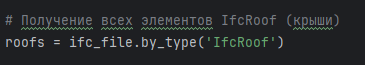 # Получение всех элементов IfcRoof (крыши)
roofs = ifc_file.by_type('IfcRoof')